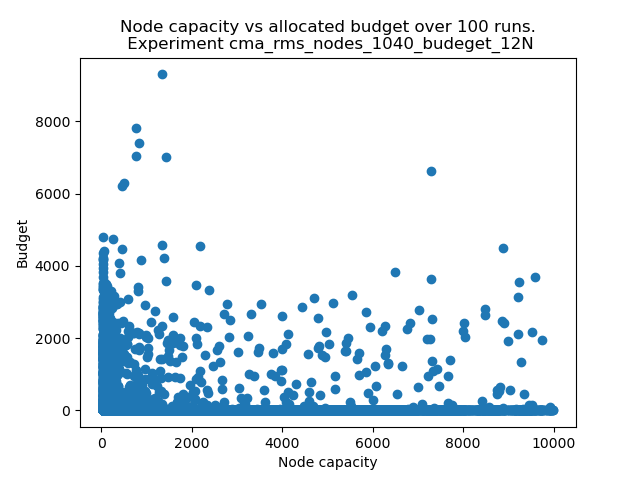 Node capacity vs allocated budget over 100 runs.
Experiment cma_rms_nodes_1040_budeget_12N
8000
6000
4000
2000
0
Budget
0 2000 4000 6000 8000 10000
Node capacity